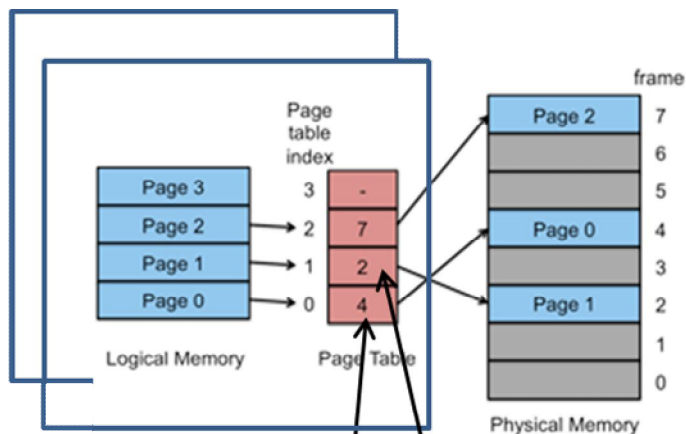 Page
table
index
Page 3
Page 2
Page 1
Page 0
Logical Memory
3
2
1
0
-
7
2
4
Page Table
frame
Page 2
Page 0
Page 1
7
6
5
4
3
2
1
0
Physical Memory